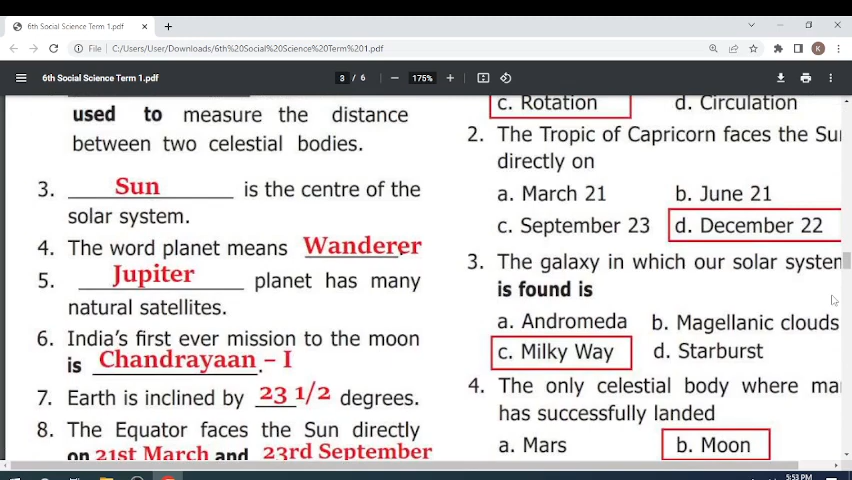 6th Social Science Term 1.pdf
File
C:/Users/User/Downloads/6th%20Social%20Science%20Term%201.pdf
K
6th Social Science Term 1.pdf
3 / 6
175%
used to measure the distance
between two celestial bodies.
3. Sun is the centre of the
solar system.
4. The word planet means Wanderer.
5. Jupiter planet has many
natural satellites.
6. India's first ever mission to the moon
is Chandrayaan – I.
7. Earth is inclined by 23 1/2 degrees.
8. The Equator faces the Sun directly
on 21st March and 23rd September
c. Rotation d. Circulation
2. The Tropic of Capricorn faces the Sun
directly on
a. March 21 b. June 21
c. September 23 d. December 22
3. The galaxy in which our solar system
is found is
a. Andromeda b. Magellanic clouds
c. Milky Way d. Starburst
4. The only celestial body where ma
has successfully landed
a. Mars b. Moon
5:53 PM